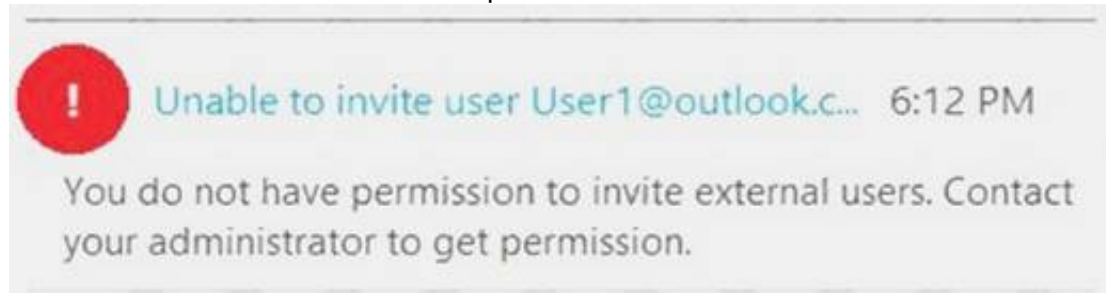 !
Unable to invite user User1@outlook.c... 6:12 PM
You do not have permission to invite external users. Contact
your administrator to get permission.